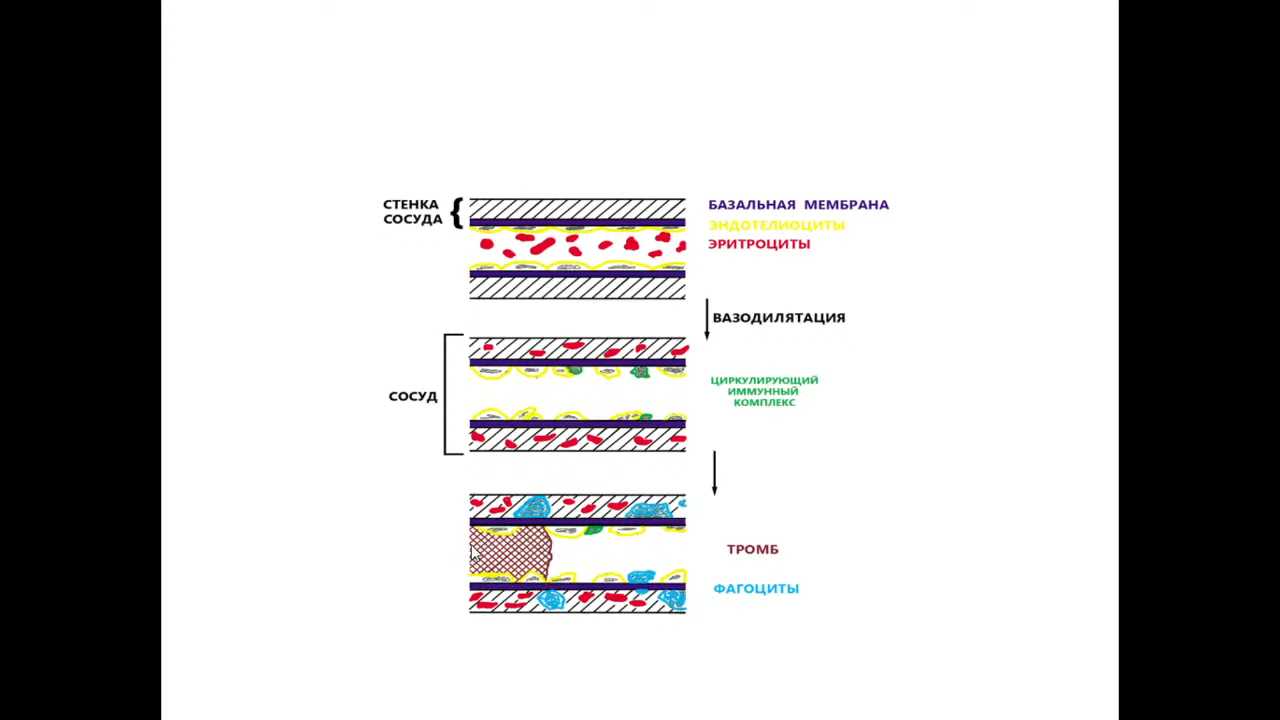 СТЕНКА
СОСУДА
БАЗАЛЬНАЯ МЕМБРАНА
ЭНДОТЕЛИОЦИТЫ
ЭРИТРОЦИТЫ
ВАЗОДИЛЯТАЦИЯ
СОСУД
ЦИРКУЛИРУЮЩИЙ
ИММУННЫЙ
КОМПЛЕКС
ТРОМБ
ФАГОЦИТЫ